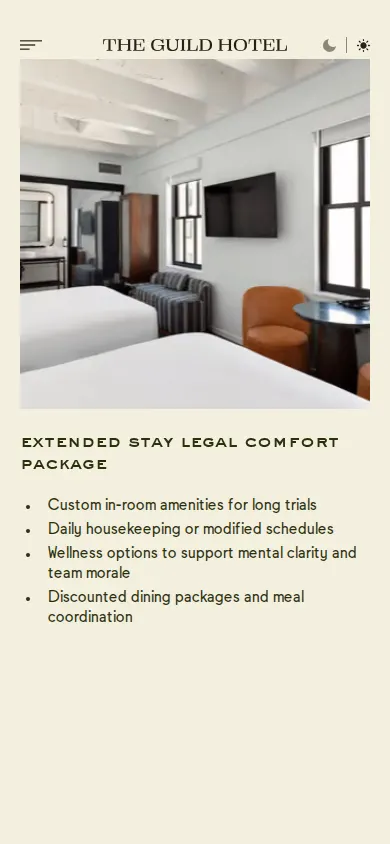 THE GUILD HOTEL
EXTENDED STAY LEGAL COMFORT
PACKAGE
• Custom in-room amenities for long trials
• Daily housekeeping or modified schedules
• Wellness options to support mental clarity and
team morale
• Discounted dining packages and meal
coordination